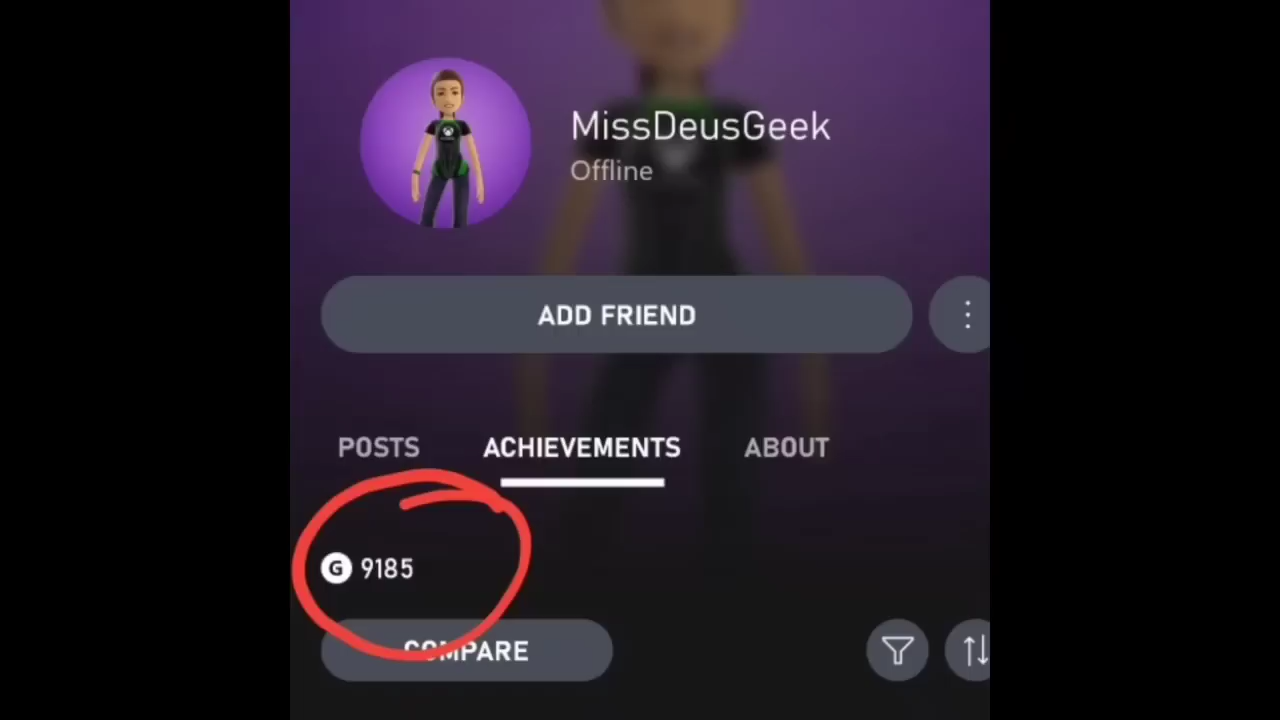 MissDeusGeek
Offline
ADD FRIEND
POSTS ACHIEVEMENTS ABOUT
G 9185
COMPARE